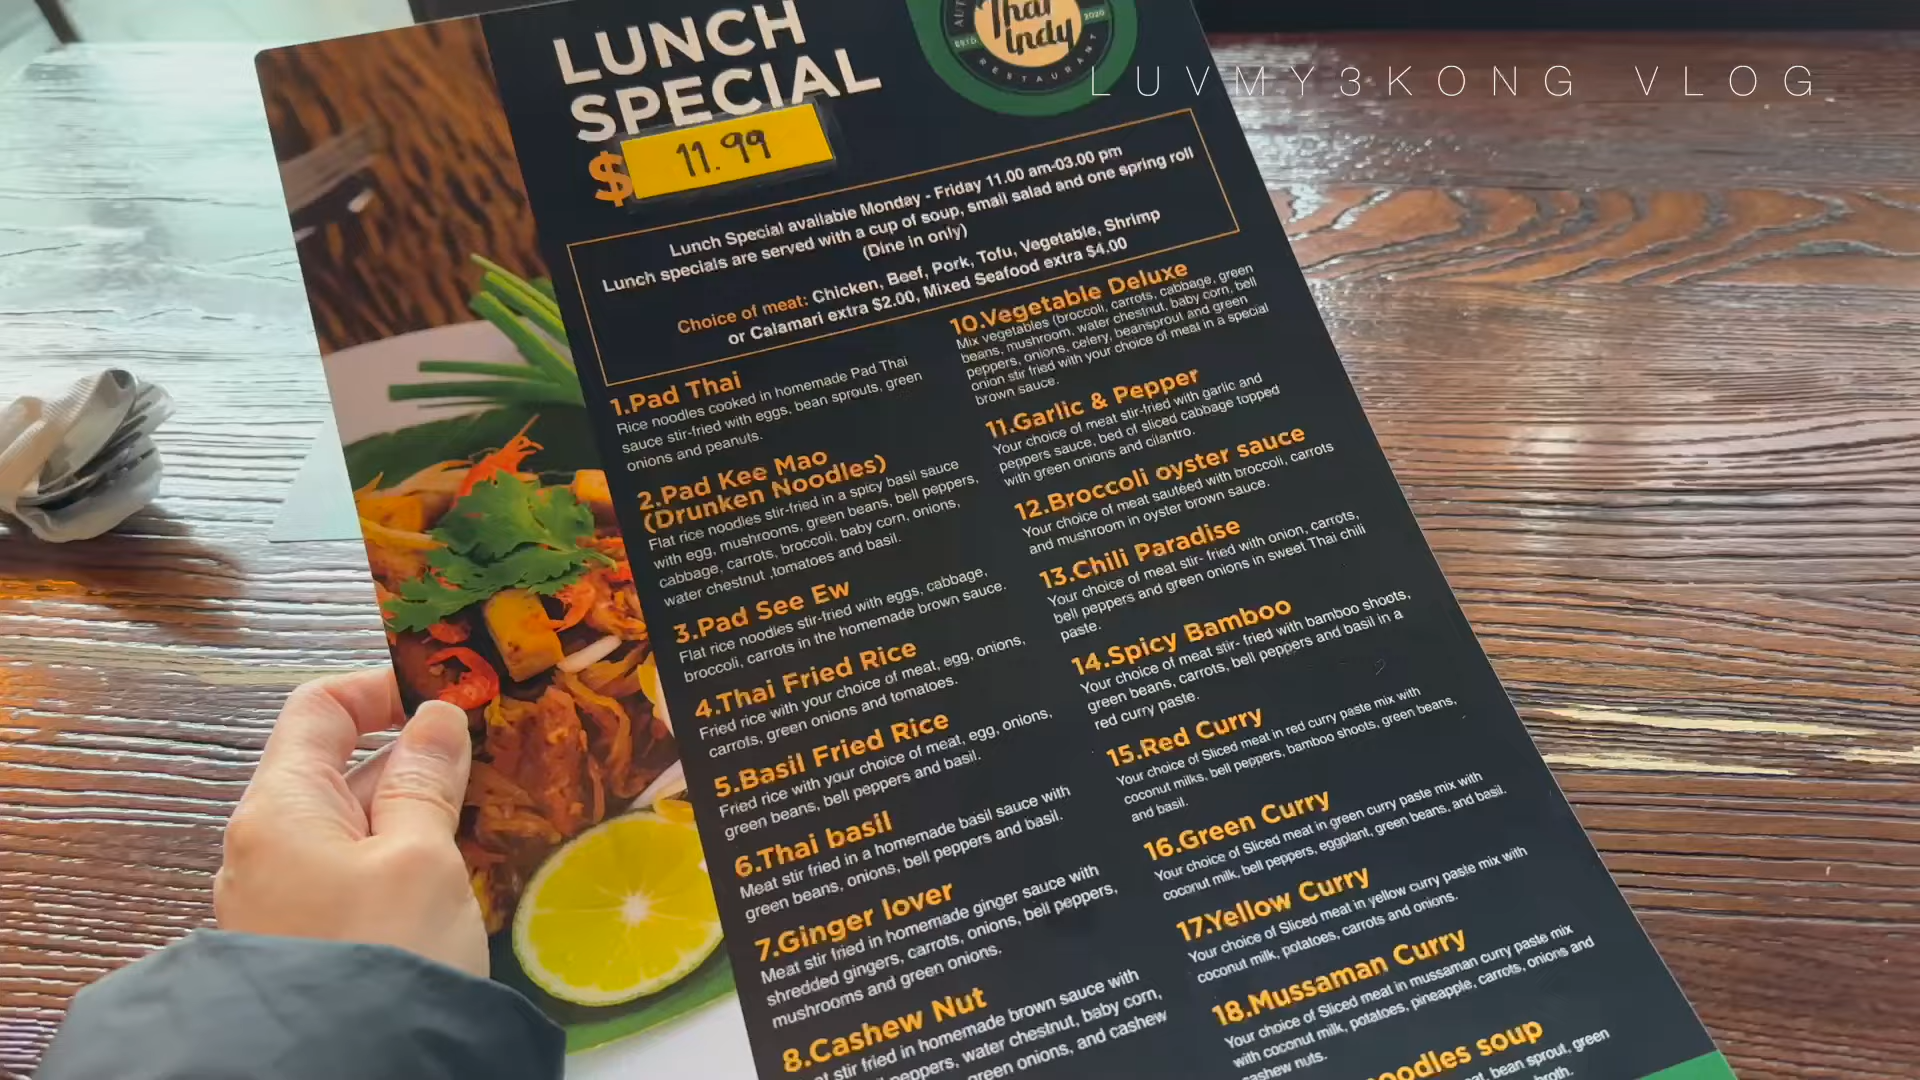 LUNCH
SPECIAL
$ 11.99
Thai
Indy
ESTD. 2020
RESTAURANT
LUVMY3KONG VLOG
Lunch Special available Monday - Friday 11.00 am-03.00 pm
Lunch specials are served with a cup of soup, small salad and one spring roll
(Dine in only)
Choice of meat: Chicken, Beef, Pork, Tofu, Vegetable, Shrimp
or Calamari extra $2.00, Mixed Seafood extra $4.00
1.Pad Thai
Rice noodles cooked in homemade Pad Thai
sauce stir-fried with eggs, bean sprouts, green
onions and peanuts.
2.Pad Kee Mao
(Drunken Noodles)
Flat rice noodles stir-fried in a spicy basil sauce
with egg, mushrooms, green beans, bell peppers,
cabbage, carrots, broccoli, baby corn, onions,
water chestnut ,tomatoes and basil.
3.Pad See Ew
Flat rice noodles stir-fried with eggs, cabbage,
broccoli, carrots in the homemade brown sauce.
4.Thai Fried Rice
Fried rice with your choice of meat, egg, onions,
carrots, green onions and tomatoes.
5.Basil Fried Rice
Fried rice with your choice of meat, egg, onions,
green beans, bell peppers and basil.
6.Thai basil
Meat stir fried in a homemade basil sauce with
green beans, onions, bell peppers and basil.
7.Ginger lover
Meat stir fried in homemade ginger sauce with
shredded gingers, carrots, onions, bell peppers,
mushrooms and green onions.
8.Cashew Nut
stir fried in homemade brown sauce with
peppers, water chestnut, baby corn,
green onions, and cashew
10.Vegetable Deluxe
Mix vegetables (broccoli, carrots, cabbage, green
beans, mushroom, water chestnut, baby corn, bell
peppers, onions, celery, beansprout and green
onion stir fried with your choice of meal in a special
brown sauce.
11.Garlic & Pepper
Your choice of meat stir-fried with garlic and
peppers sauce, bed of sliced cabbage topped
with green onions and cilantro.
12.Broccoli oyster sauce
Your choice of meat sautéed with broccoli, carrots
and mushroom in oyster brown sauce.
13.Chili Paradise
Your choice of meat stir- fried with onion, carrots,
bell peppers and green onions in sweet Thai chili
paste.
14.Spicy Bamboo
Your choice of meat stir- fried with bamboo shoots,
green beans, carrots, bell peppers and basil in a
red curry paste.
15.Red Curry
Your choice of Sliced meat in red curry paste mix with
coconut milks, bell peppers, bamboo shoots, green beans,
and basil.
16.Green Curry
Your choice of Sliced meat in green curry paste mix with
coconut milk, bell peppers, eggplant, green beans, and basil.
17.Yellow Curry
Your choice of Sliced meat in yellow curry paste mix with
coconut milk, potatoes, carrots and onions.
18.Mussaman Curry
Your choice of Sliced meat in mussaman curry paste mix
with coconut milk, potatoes, pineapple, carrots, onions and
cashew nuts.
noodles soup
bean sprout, green
broth.